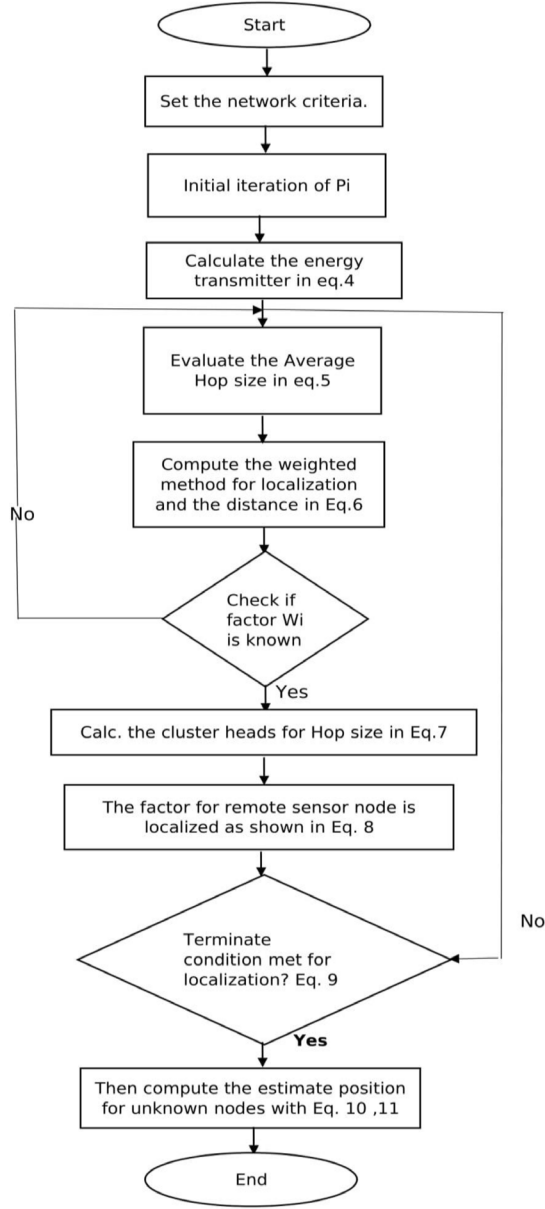 Start
Set the network criteria.
Initial iteration of Pi
Calculate the energy
transmitter in eq.4
Evaluate the Average
Hop size in eq.5
Compute the weighted
method for localization
and the distance in Eq.6
No
Check if
factor Wi
is known
Yes
Calc. the cluster heads for Hop size in Eq.7
The factor for remote sensor node is
localized as shown in Eq. 8
No
Terminate
condition met for
localization? Eq. 9
Yes
Then compute the estimate position
for unknown nodes with Eq. 10 ,11
End